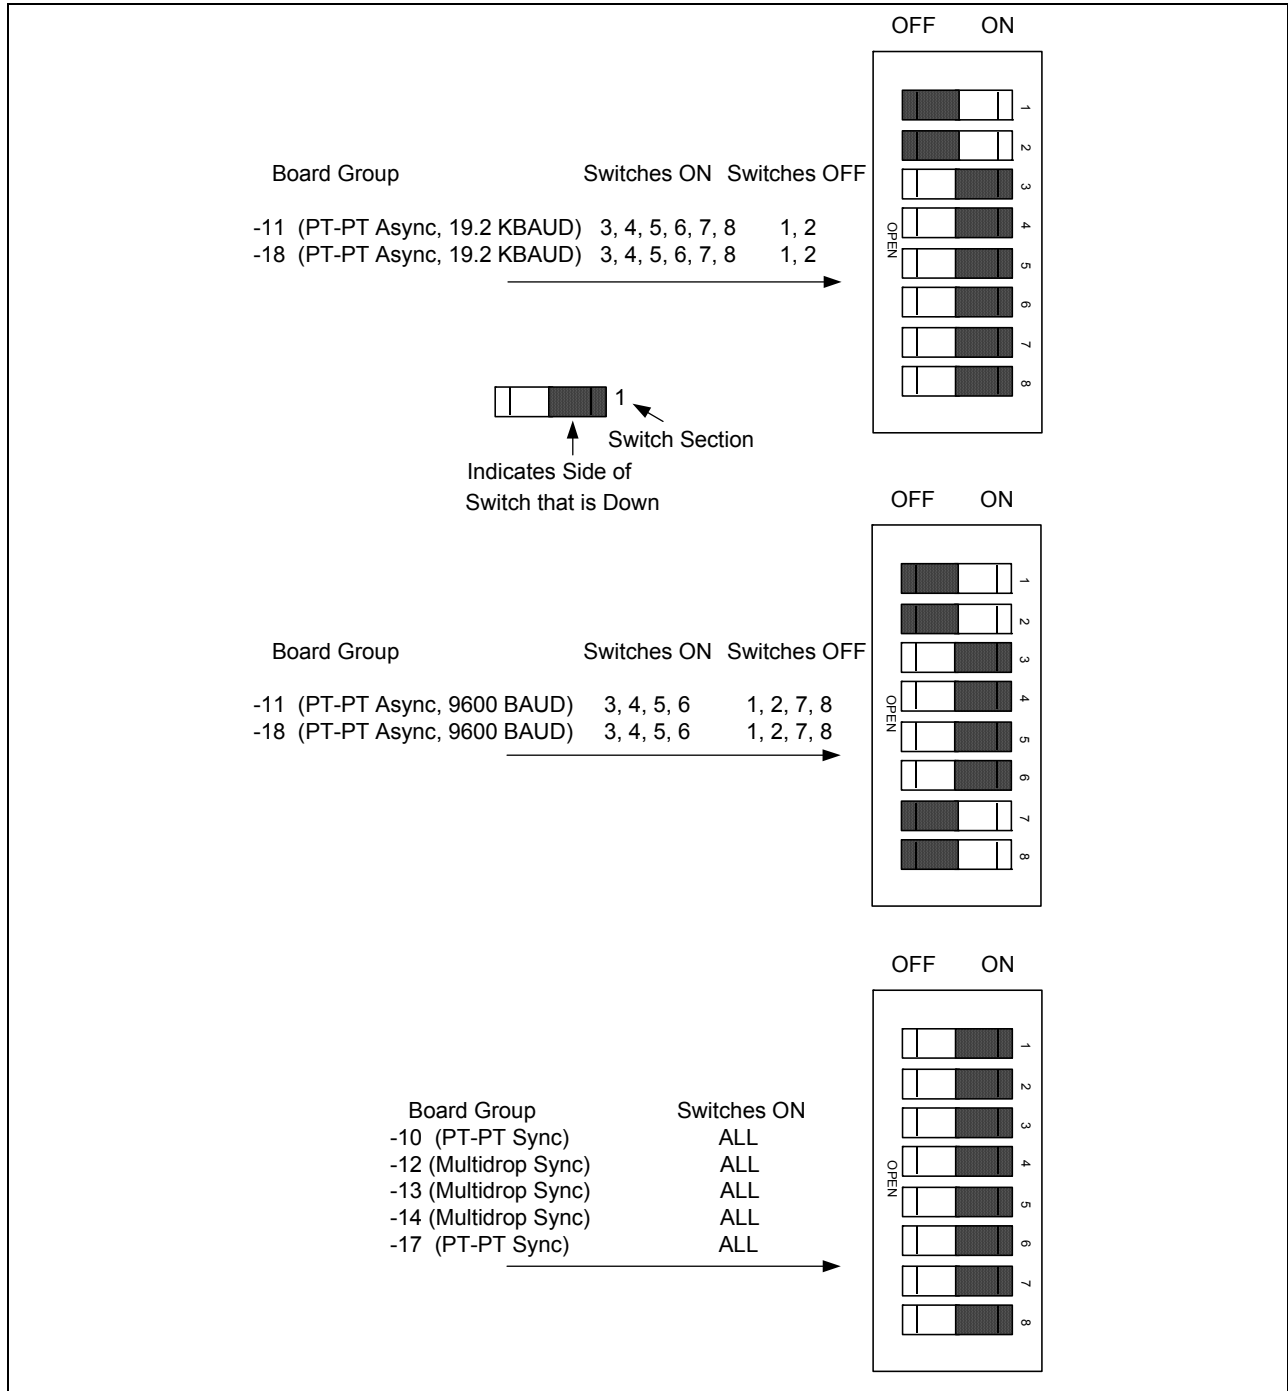 OFF ON
1
2
Board Group Switches ON Switches OFF
3
-11 (PT-PT Async, 19.2 KBAUD) 3, 4, 5, 6, 7, 8 1, 2
4
OPEN
-18 (PT-PT Async, 19.2 KBAUD) 3, 4, 5, 6, 7, 8 1, 2
5
6
7
8
1
Switch Section
Indicates Side of
Switch that is Down
OFF ON
1
2
Board Group Switches ON Switches OFF
3
-11 (PT-PT Async, 9600 BAUD) 3, 4, 5, 6 1, 2, 7, 8
4
OPEN
-18 (PT-PT Async, 9600 BAUD) 3, 4, 5, 6 1, 2, 7, 8
5
6
7
8
OFF ON
1
2
Board Group Switches ON
3
-10 (PT-PT Sync) ALL
-12 (Multidrop Sync) ALL
4
OPEN
-13 (Multidrop Sync) ALL
-14 (Multidrop Sync) ALL
5
-17 (PT-PT Sync) ALL
6
7
8